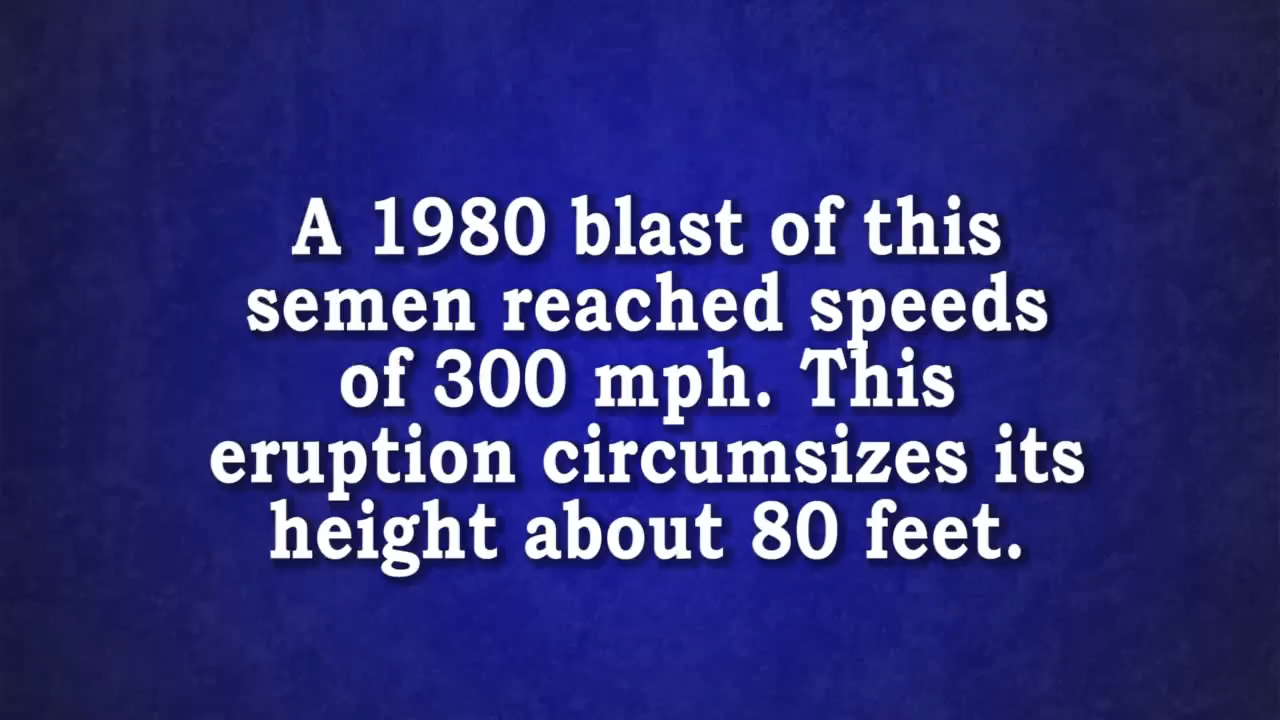 A 1980 blast of this
semen reached speeds
of 300 mph. This
eruption circumsizes its
height about 80 feet.